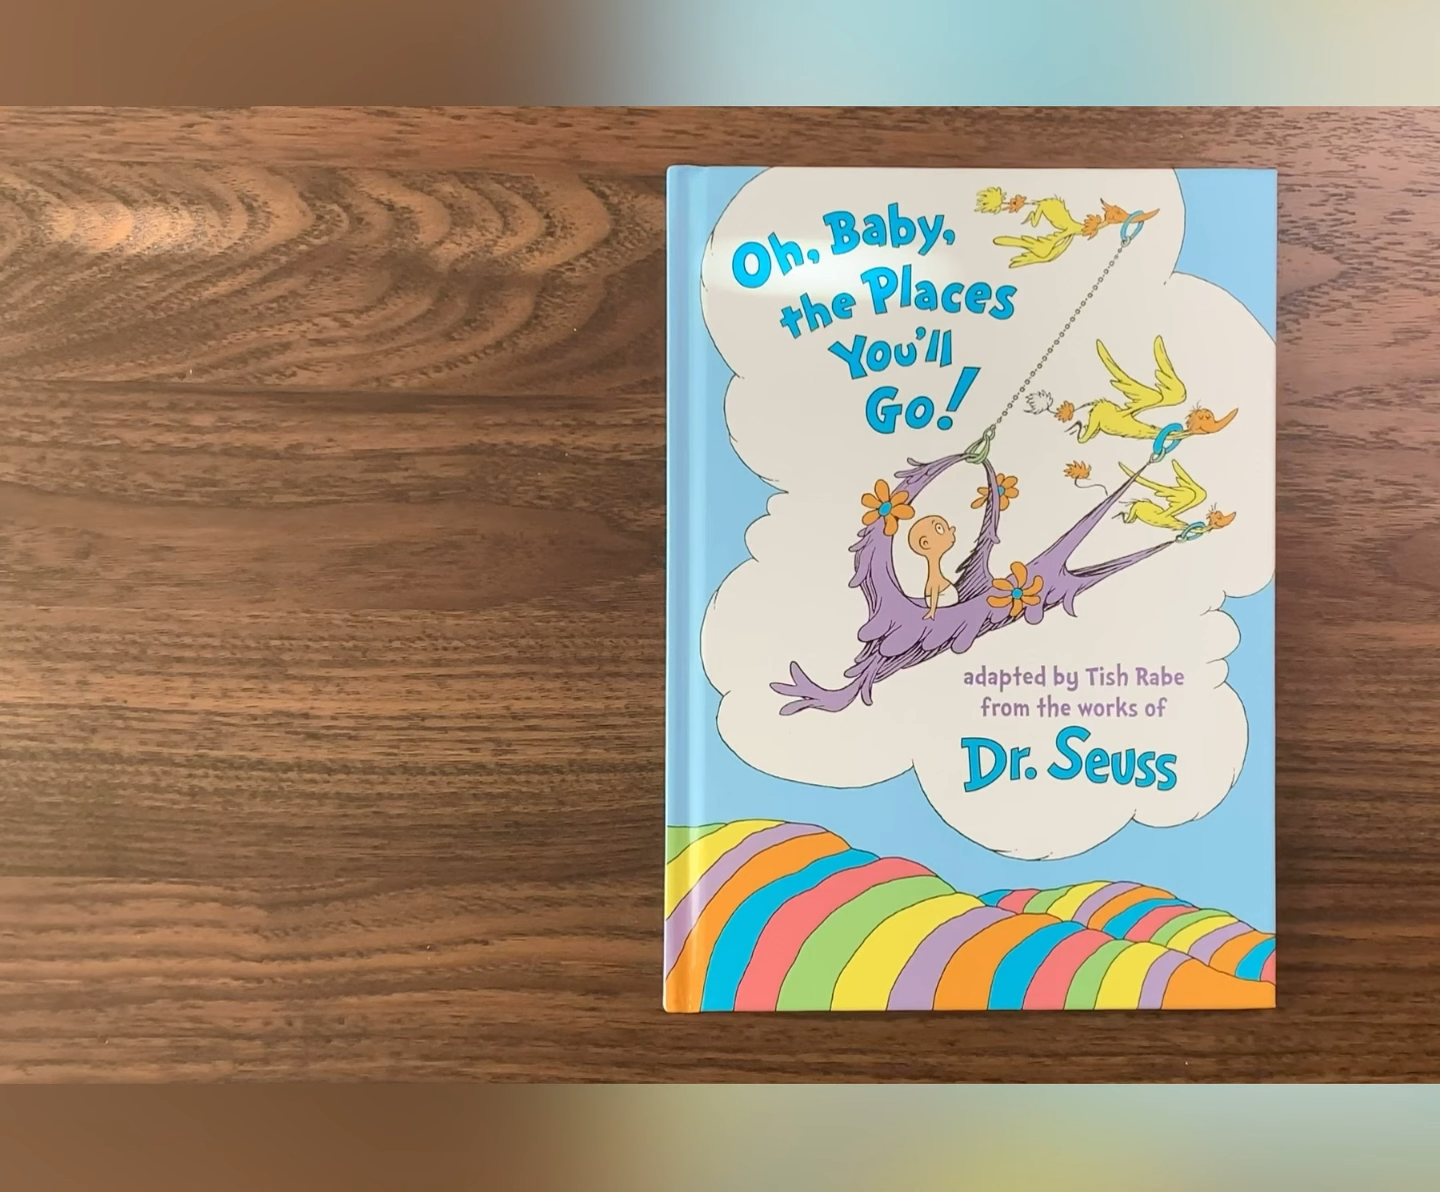 Oh, Baby,
the Places
You'll
Go!
adapted by Tish Rabe
from the works of
Dr. Seuss